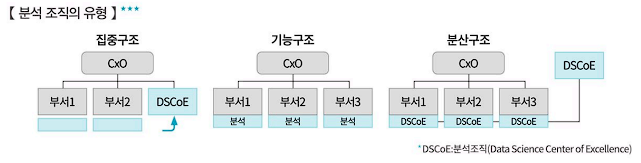 【 분석 조직의 유형 】 ★★★
집중구조 기능구조 분산구조
CxO CxO CxO DSCoE
부서1 부서2 DSCoE 부서1 부서2 부서3 부서1 부서2 부서3
분석 분석 분석 DSCoE DSCoE DSCoE
*DSCoE:분석조직(Data Science Center of Excellence)